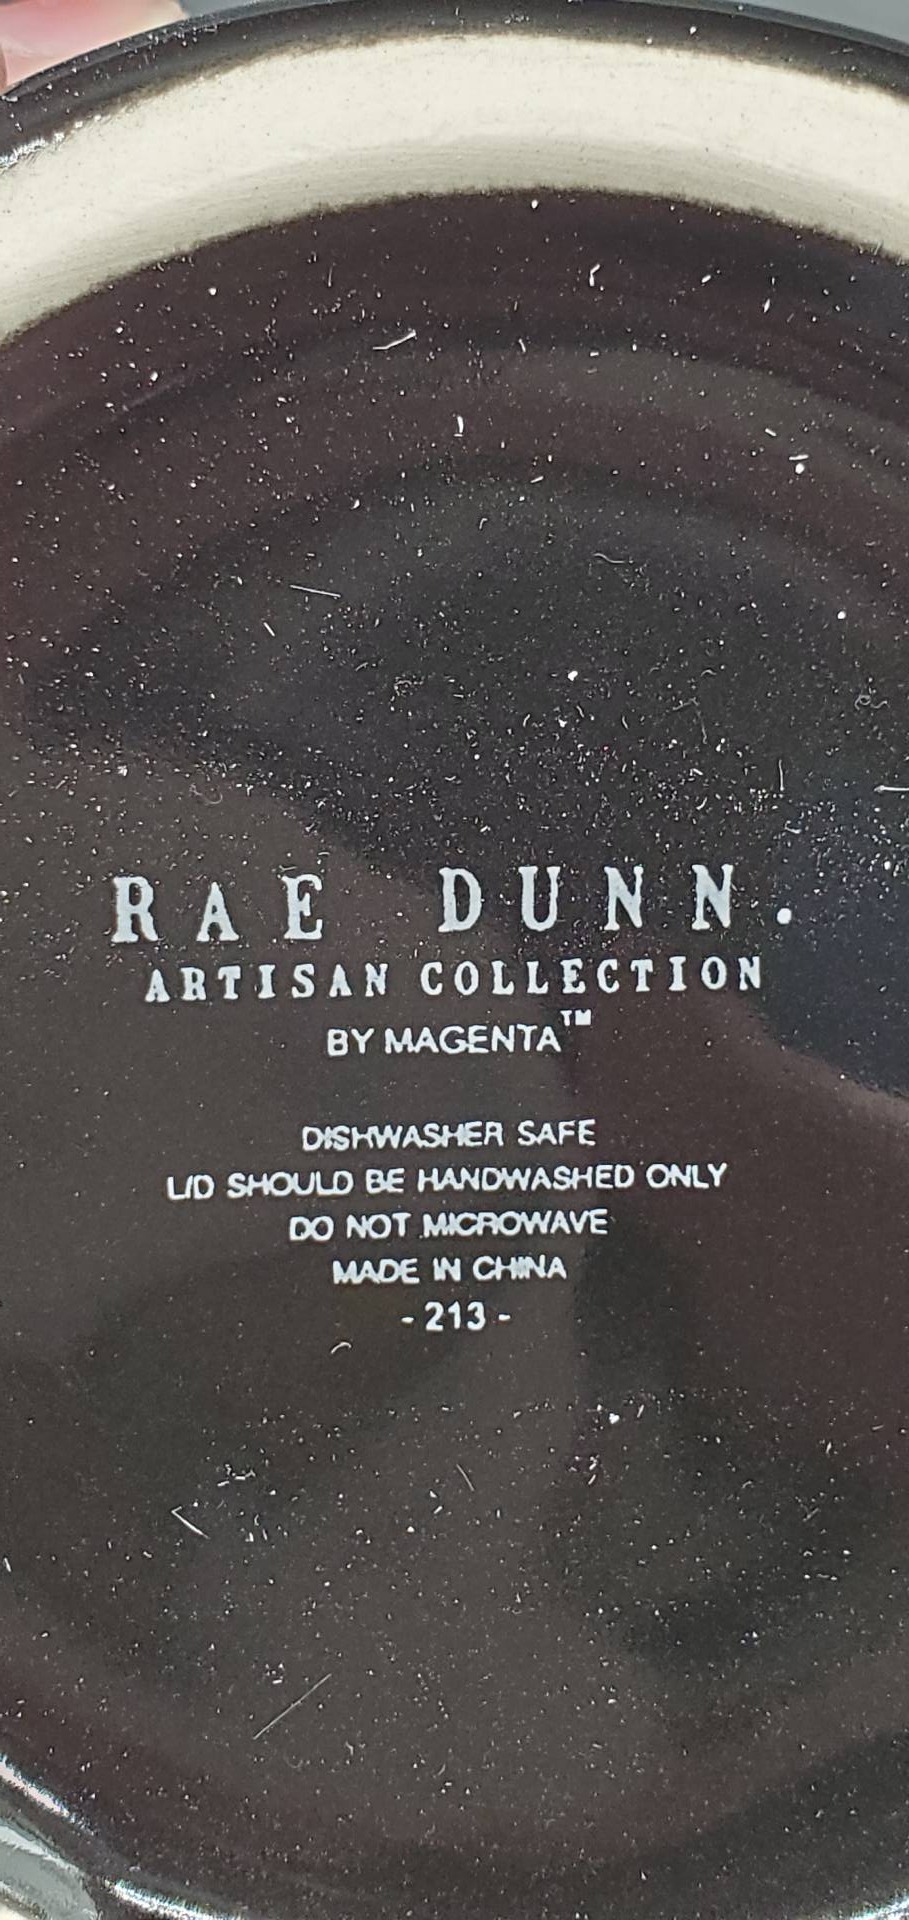 RAE DUNN.
ARTISAN COLLECTION
BY MAGENTA™
DISHWASHER SAFE
LID SHOULD BE HANDWASHED ONLY
DO NOT MICROWAVE
MADE IN CHINA
- 213 -